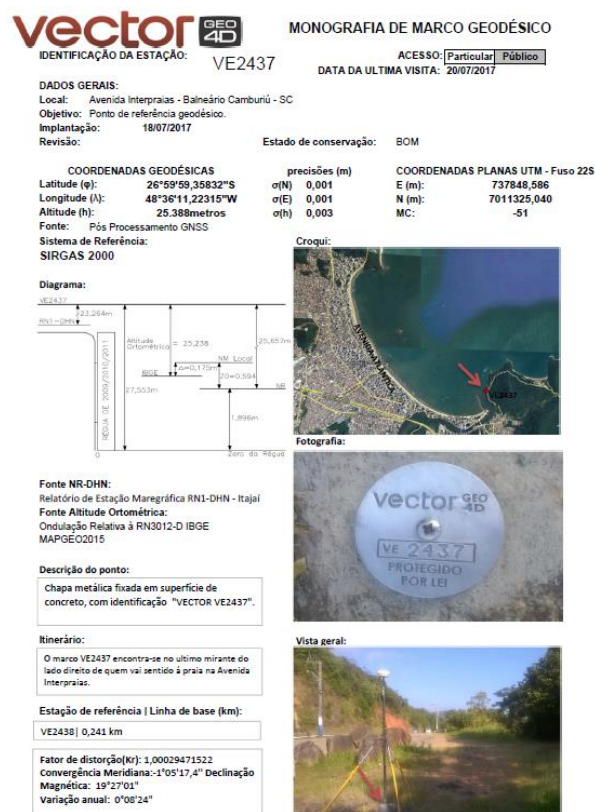 vector GEO 4D
MONOGRAFIA DE MARCO GEODÉSICO
IDENTIFICAÇÃO DA ESTAÇÃO: VE2437
ACESSO: Particular Público
DATA DA ULTIMA VISITA: 20/07/2017
DADOS GERAIS:
Local: Avenida Interpraias - Balneário Camburiú - SC
Objetivo: Ponto de referência geodésico.
Implantação: 18/07/2017
Revisão:
Estado de conservação: BOM
COORDENADAS GEODÉSICAS precisões (m) COORDENADAS PLANAS UTM - Fuso 22S
Latitude (φ): 26°59'59,35832"S σ(N) 0,001 E (m): 737848,586
Longitude (λ): 48°36'11,22315"W σ(E) 0,001 N (m): 7011325,040
Altitude (h): 25.388metros σ(h) 0,003 MC: -51
Fonte: Pós Processamento GNSS
Sistema de Referência:
SIRGAS 2000
Croqui:
AVENIDA ATLANTICA
VE2437
Diagrama:
VE2437
23,264m
RN1-DHN
RÉGUA DE 2009/2010/2011
Altitude
Ortométrica = 25,238
25,657m
NM Local
Δ=0,175m
IBGE
Z0=0,594
NR
27,553m
1,896m
0
Zero da Régua
Fotografia:
vector GEO 4D
VE 2437
PROTEGIDO
POR LEI
Fonte NR-DHN:
Relatório de Estação Maregráfica RN1-DHN - Itajaí
Fonte Altitude Ortométrica:
Ondulação Relativa à RN3012-D IBGE
MAPGEO2015
Descrição do ponto:
Chapa metálica fixada em superfície de
concreto, com identificação "VECTOR VE2437".
Itinerário:
O marco VE2437 encontra-se no ultimo mirante do
lado direito de quem vai sentido à praia na Avenida
Interpraias.
Vista geral:
Estação de referência | Linha de base (km):
VE2438| 0,241 km
Fator de distorção(Kr): 1,00029471522
Convergência Meridiana:-1°05'17,4" Declinação
Magnética: 19°27'01"
Variação anual: 0°08'24"